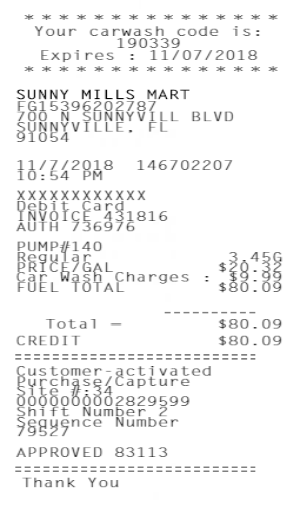 * * * * * * * * * * * * * * *
Your carwash code is:
190339
Expires : 11/07/2018
* * * * * * * * * * * * * * *
SUNNY MILLS MART
FG15396202787
700 N SUNNYVILL BLVD
SUNNYVILLE, FL
91054
11/7/2018 146702207
10:54 PM
XXXXXXXXXXXX
Debit Card
INVOICE 431816
AUTH 736976
PUMP#140
Regular 3.45G
PRICE/GAL $20.32
Car Wash Charges : $9.99
FUEL TOTAL $80.09
----------
Total – $80.09
CREDIT $80.09
==========================
Customer-activated
Purchase/Capture
Site #:34
0000000002829599
Shift Number 2
Sequence Number
79527
APPROVED 83113
==========================
Thank You